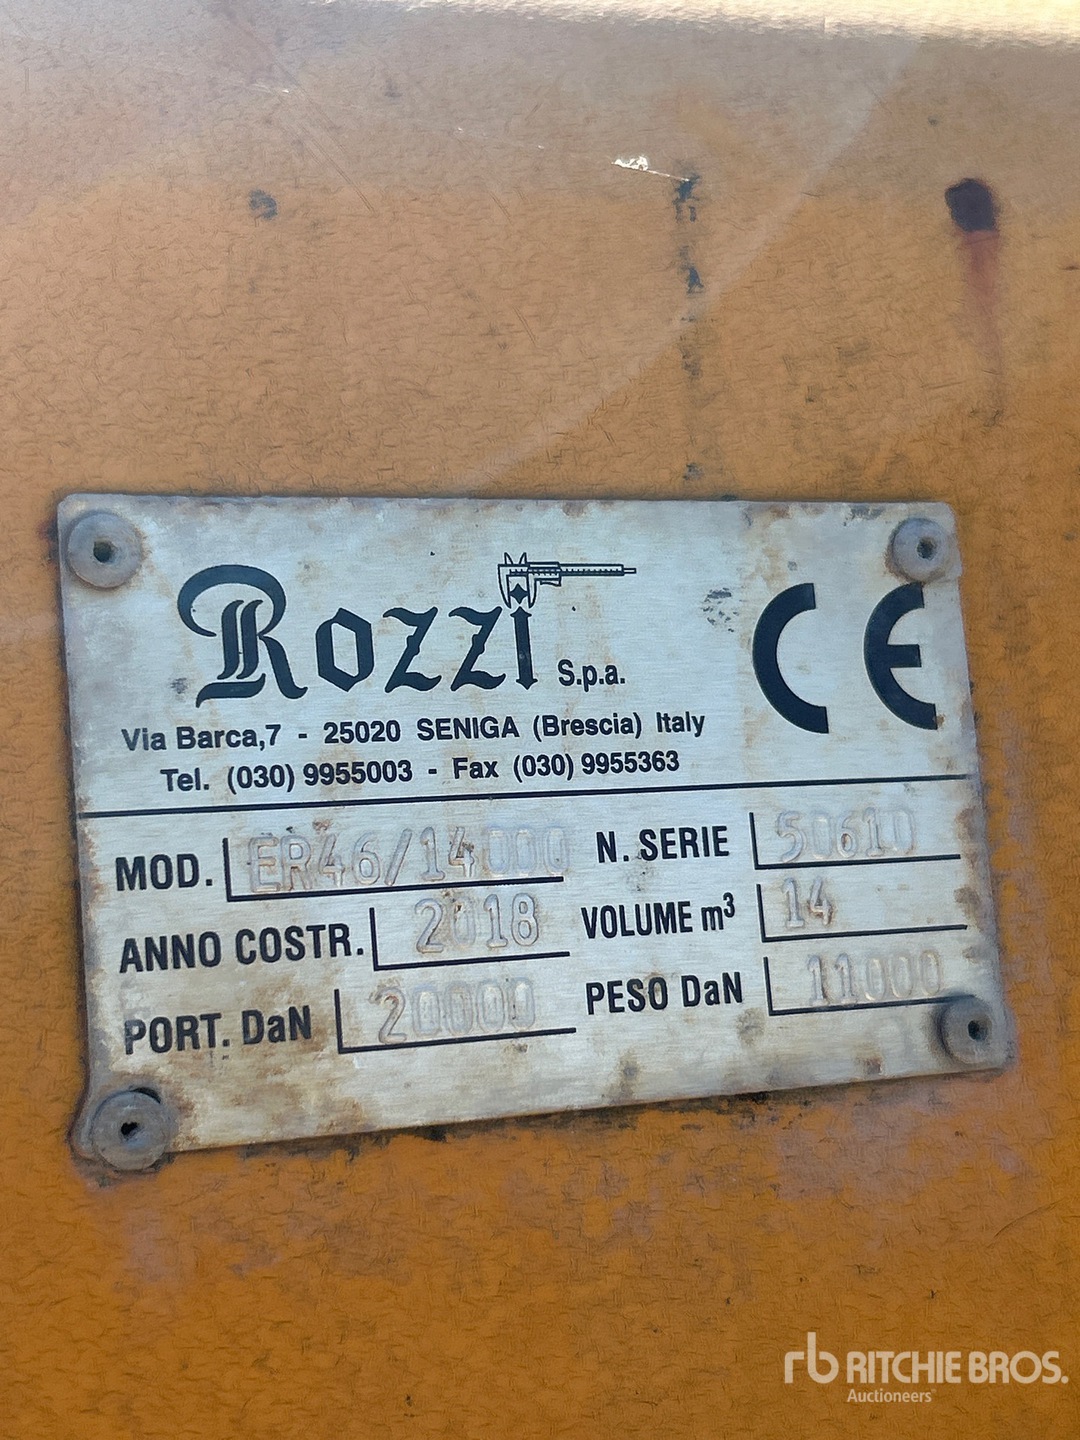 Rozzi S.p.a.
CE
Via Barca,7 - 25020 SENIGA (Brescia) Italy
Tel. (030) 9955003 - Fax (030) 9955363
MOD. ER46/14000 N. SERIE 50610
ANNO COSTR. 2018 VOLUME m³ 14
PORT. DaN 20000 PESO DaN 11000
rb RITCHIE BROS.
Auctioneers